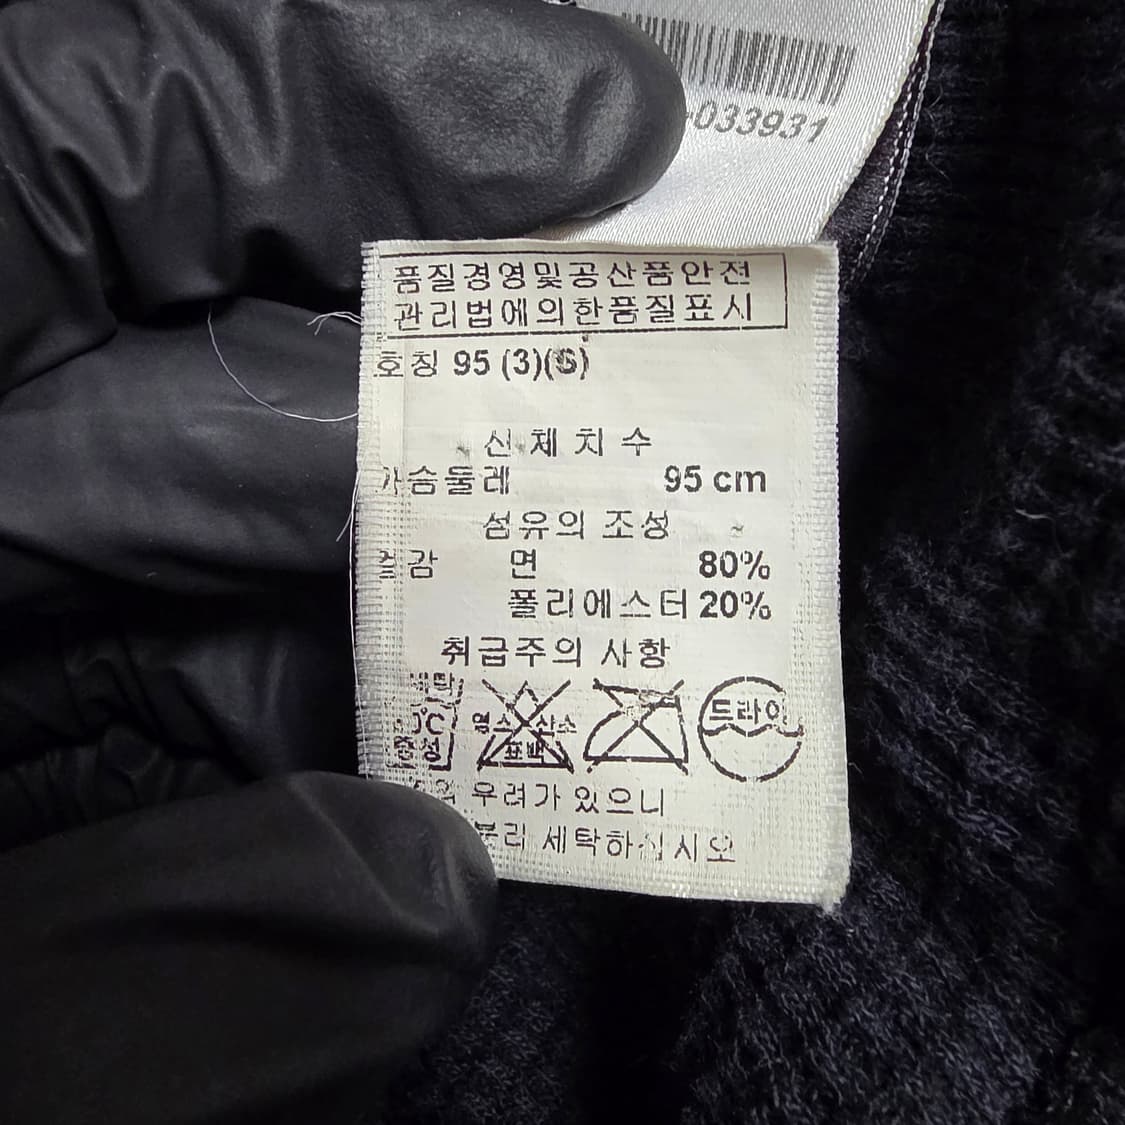 033931
품질경영및공산품안전
관리법에의한품질표시
호칭 95 (3)(S)
신체치수
가슴둘레 95 cm
섬유의 조성
겉감 면 80%
폴리에스터 20%
취급주의 사항
세탁
중성
염소 산소
표백
드라이
우려가 있으니
분리 세탁하십시오